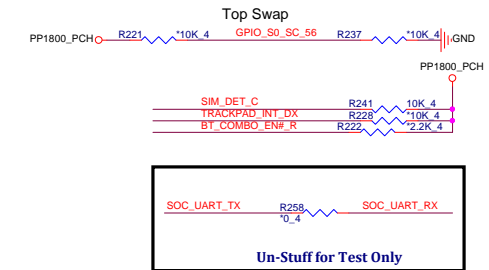 Top Swap
PP1800_PCH R221 *10K_4 GPIO_S0_SC_56 R237 *10K_4 GND
PP1800_PCH
SIM_DET_C R241 10K_4
TRACKPAD_INT_DX R228 *10K_4
BT_COMBO_EN#_R R222 *2.2K_4
SOC_UART_TX R258 SOC_UART_RX
*0_4
Un-Stuff for Test Only